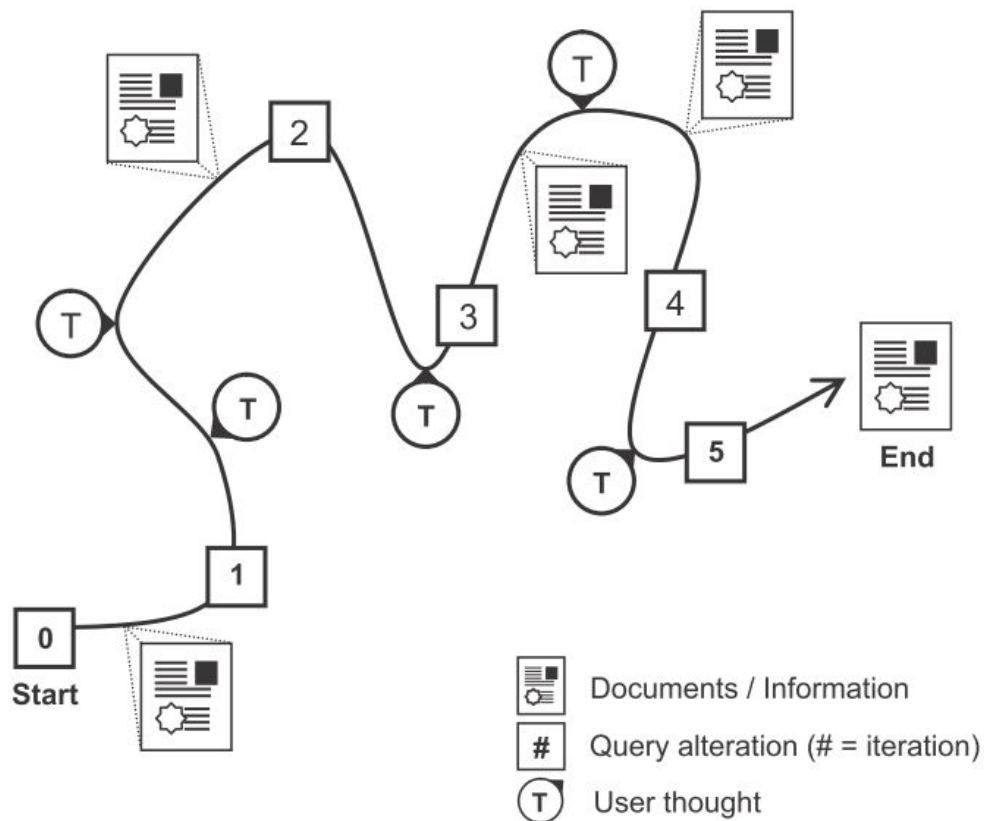 T
2
T
3
4
T
T
T
5
End
1
0
Start
Documents / Information
# Query alteration (# = iteration)
T User thought